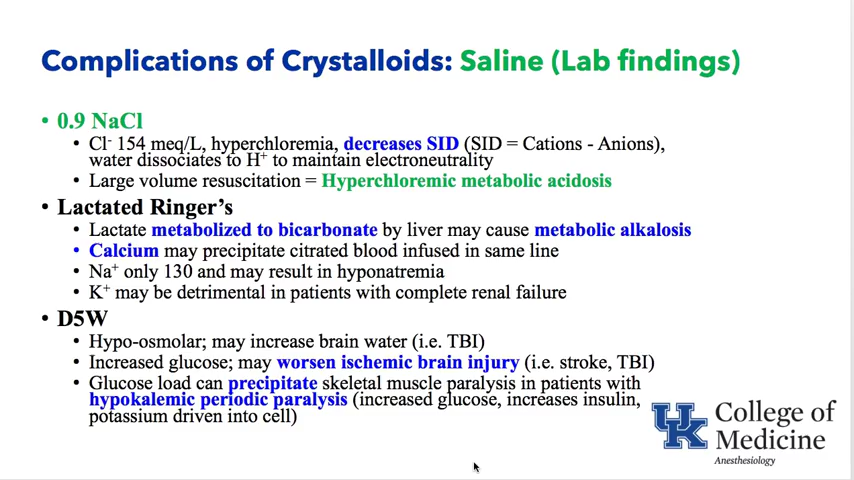 Complications of Crystalloids: Saline (Lab findings)
• 0.9 NaCl
• Cl- 154 meq/L, hyperchloremia, decreases SID (SID = Cations - Anions),
water dissociates to H+ to maintain electroneutrality
• Large volume resuscitation = Hyperchloremic metabolic acidosis
• Lactated Ringer's
• Lactate metabolized to bicarbonate by liver may cause metabolic alkalosis
• Calcium may precipitate citrated blood infused in same line
• Na+ only 130 and may result in hyponatremia
• K+ may be detrimental in patients with complete renal failure
• D5W
• Hypo-osmolar; may increase brain water (i.e. TBI)
• Increased glucose; may worsen ischemic brain injury (i.e. stroke, TBI)
• Glucose load can precipitate skeletal muscle paralysis in patients with
hypokalemic periodic paralysis (increased glucose, increases insulin,
potassium driven into cell)
UK College of
Medicine
Anesthesiology